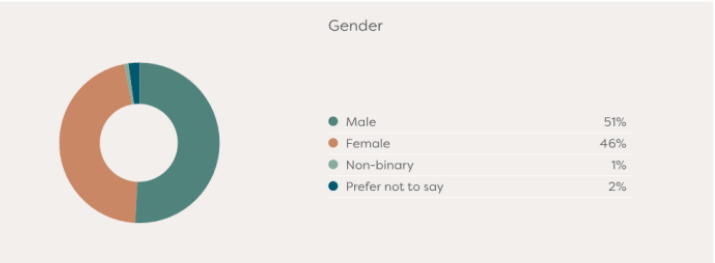 Gender
Male 51%
Female 46%
Non-binary 1%
Prefer not to say 2%